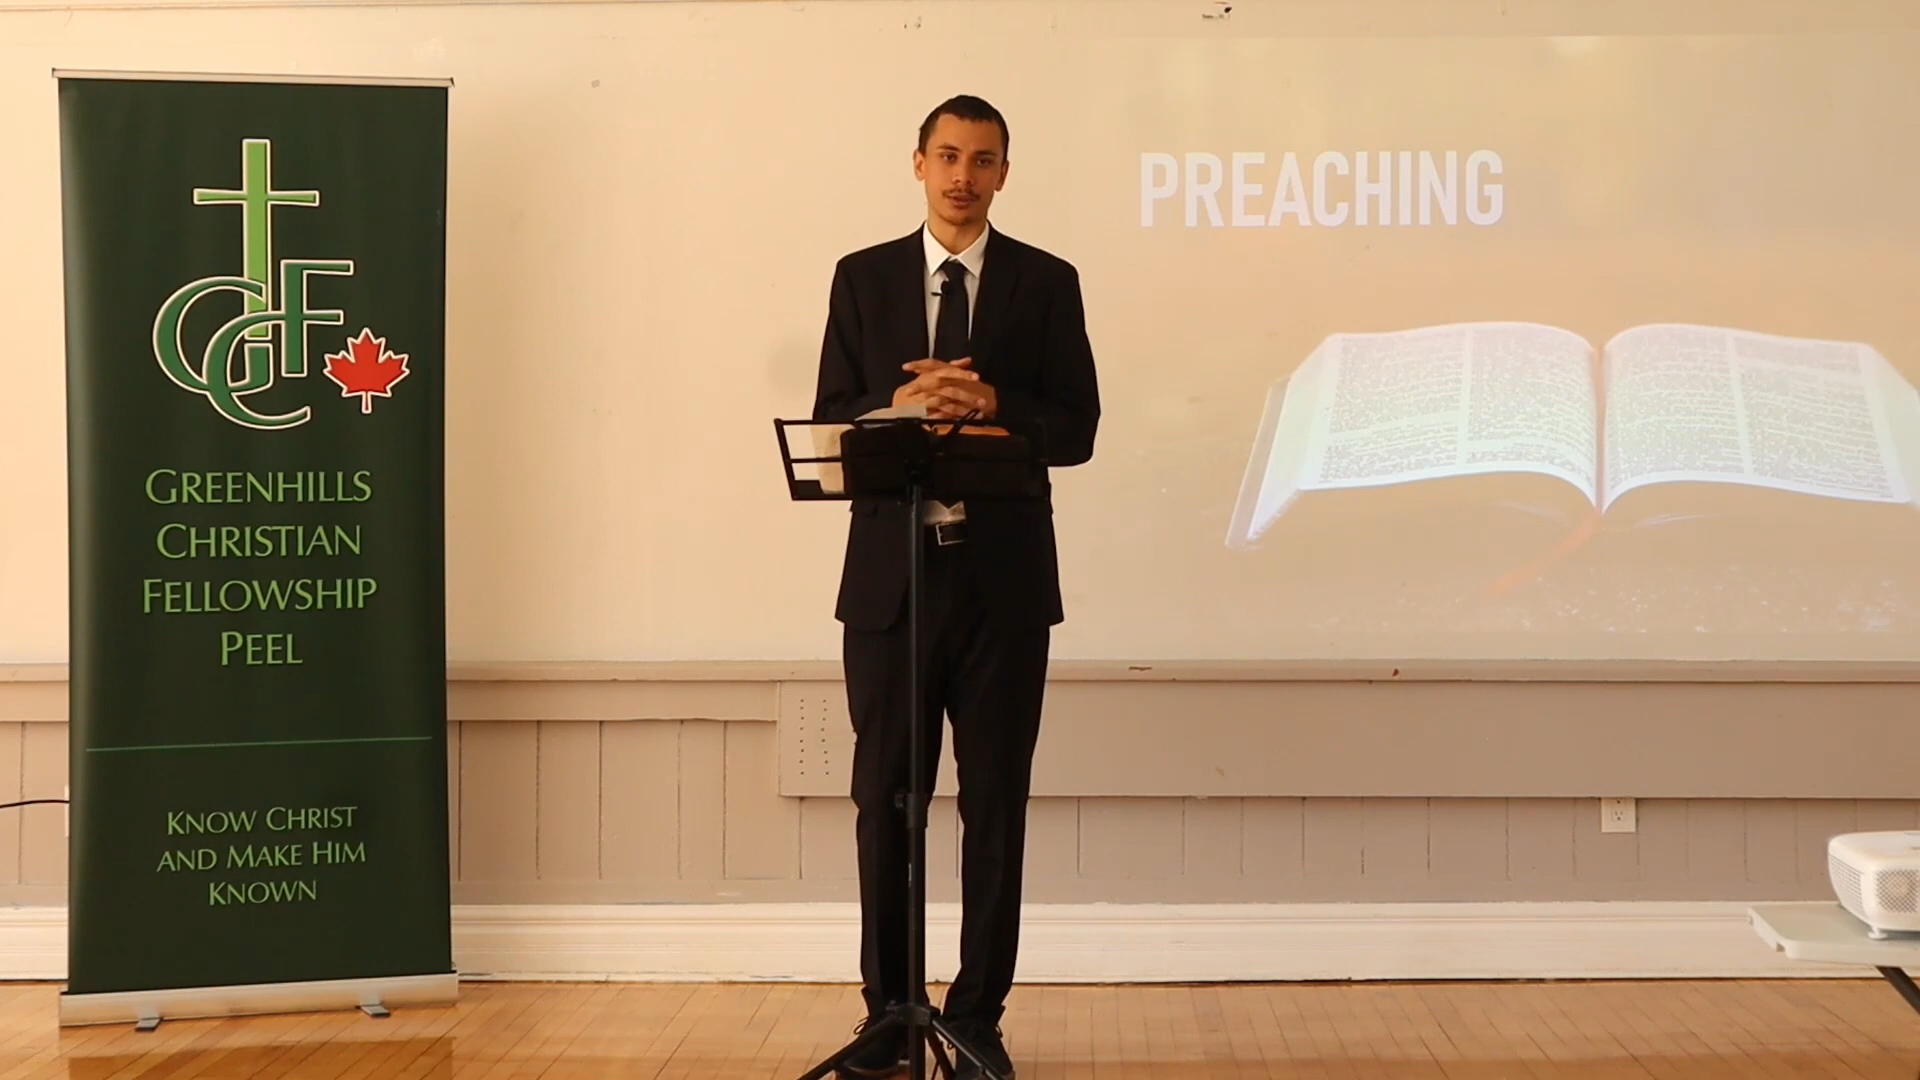 GCF
GREENHILLS
CHRISTIAN
FELLOWSHIP
PEEL
KNOW CHRIST
AND MAKE HIM
KNOWN
PREACHING